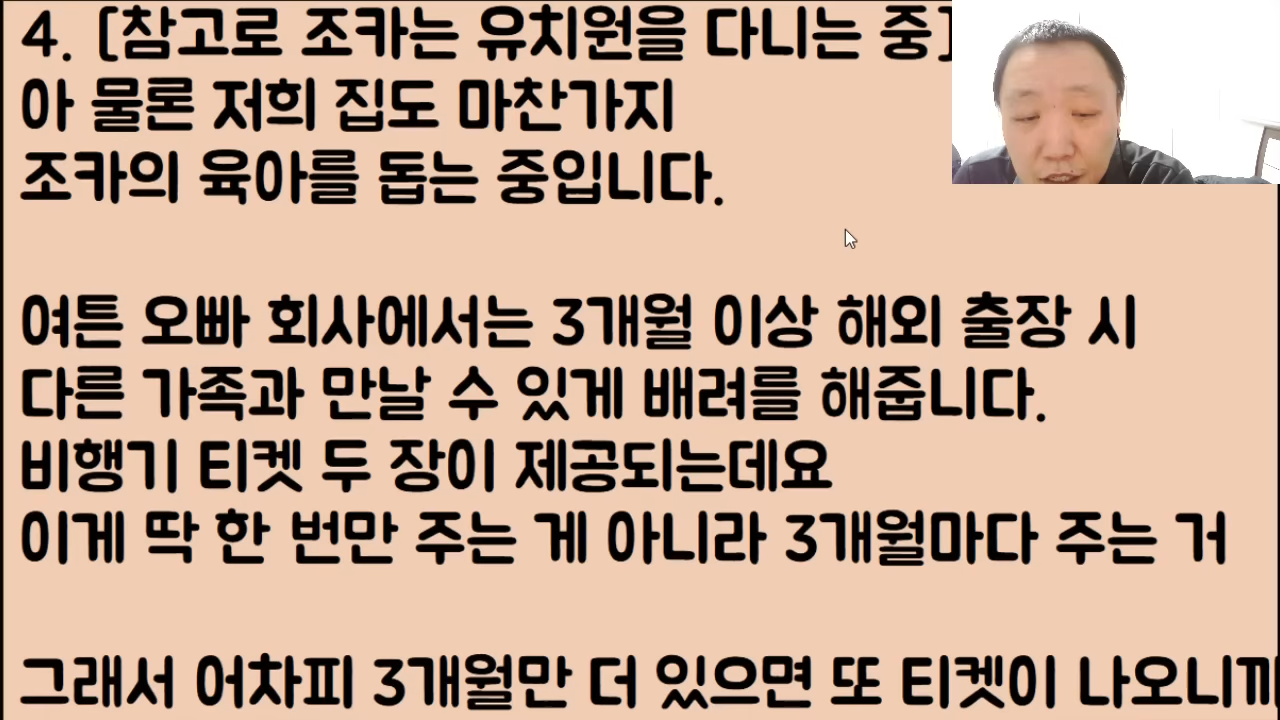 4. [참고로 조카는 유치원을 다니는 중]
아 물론 저희 집도 마찬가지
조카의 육아를 돕는 중입니다.
여튼 오빠 회사에서는 3개월 이상 해외 출장 시
다른 가족과 만날 수 있게 배려를 해줍니다.
비행기 티켓 두 장이 제공되는데요
이게 딱 한 번만 주는 게 아니라 3개월마다 주는 거
그래서 어차피 3개월만 더 있으면 또 티켓이 나오니까